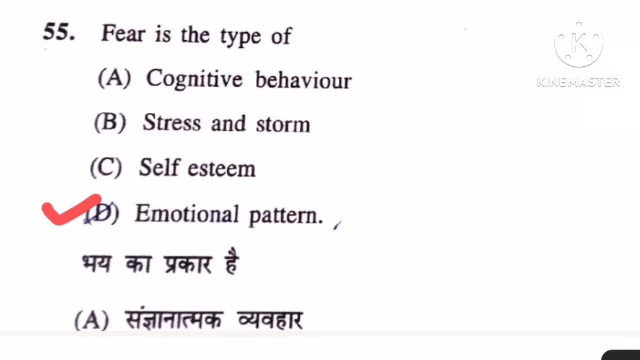 55. Fear is the type of
(A) Cognitive behaviour
(B) Stress and storm
(C) Self esteem
(D) Emotional pattern.
भय का प्रकार है
(A) संज्ञानात्मक व्यवहार
K
KINEMASTER